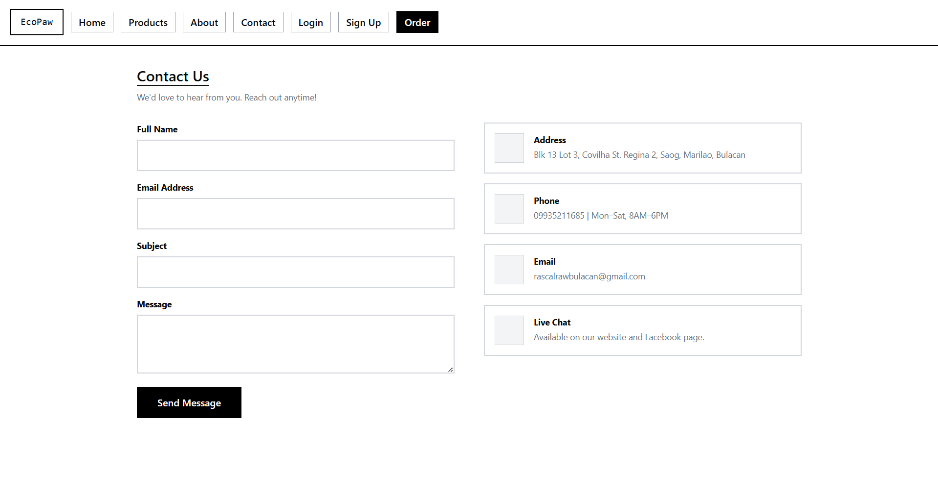 EcoPaw Home Products About Contact Login Sign Up Order
Contact Us
We'd love to hear from you. Reach out anytime!
Full Name
Email Address
Subject
Message
Send Message
Address
Blk 13 Lot 3, Covilha St. Regina 2, Saog, Marilao, Bulacan
Phone
09935211685 | Mon–Sat, 8AM–6PM
Email
rascalrawbulacan@gmail.com
Live Chat
Available on our website and Facebook page.